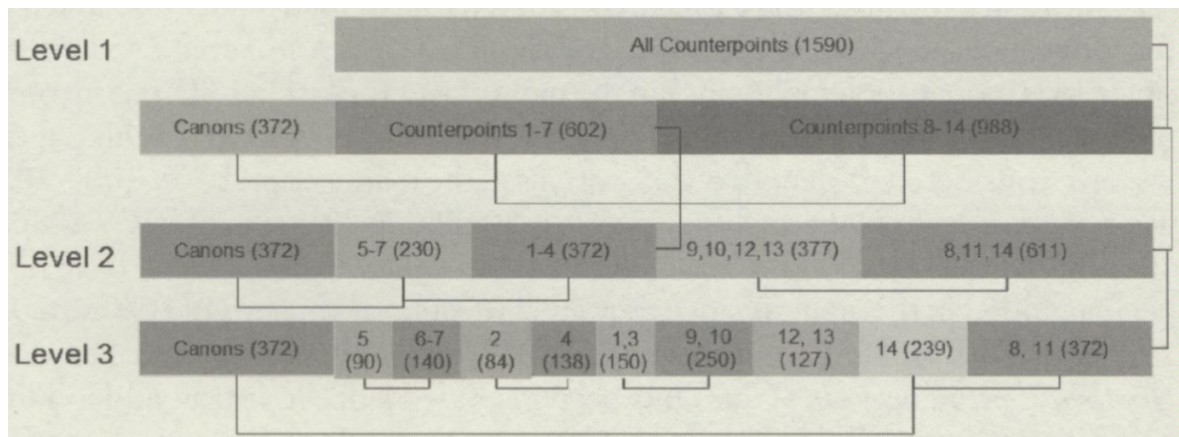 Level 1
All Counterpoints (1590)
Canons (372)
Counterpoints 1-7 (602)
Counterpoints 8-14 (988)
Level 2
Canons (372)
5-7 (230)
1-4 (372)
9,10,12,13 (377)
8,11,14 (611)
Level 3
Canons (372)
5
(90)
6-7
(140)
2
(84)
4
(138)
1,3
(150)
9, 10
(250)
12, 13
(127)
14 (239)
8, 11 (372)